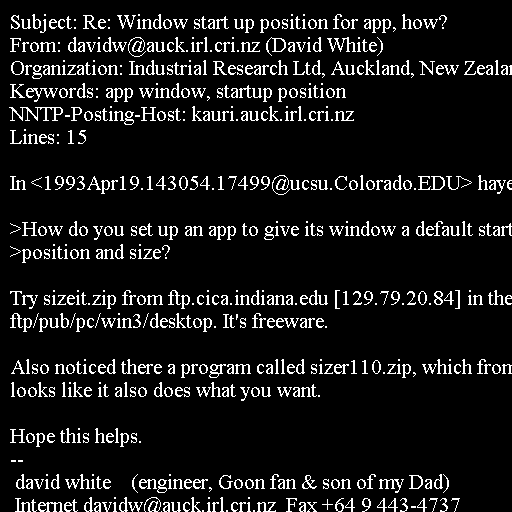 Subject: Re: Window start up position for app, how?
From: davidw@auck.irl.cri.nz (David White)
Organization: Industrial Research Ltd, Auckland, New Zealan
Keywords: app window, startup position
NNTP-Posting-Host: kauri.auck.irl.cri.nz
Lines: 15

In <1993Apr19.143054.17499@ucsu.Colorado.EDU> haye

>How do you set up an app to give its window a default start
>position and size?

Try sizeit.zip from ftp.cica.indiana.edu [129.79.20.84] in the
ftp/pub/pc/win3/desktop. It's freeware.

Also noticed there a program called sizer110.zip, which from
looks like it also does what you want.

Hope this helps.
--
david white (engineer, Goon fan & son of my Dad)
Internet davidw@auck.irl.cri.nz Fax +64 9 443-4737